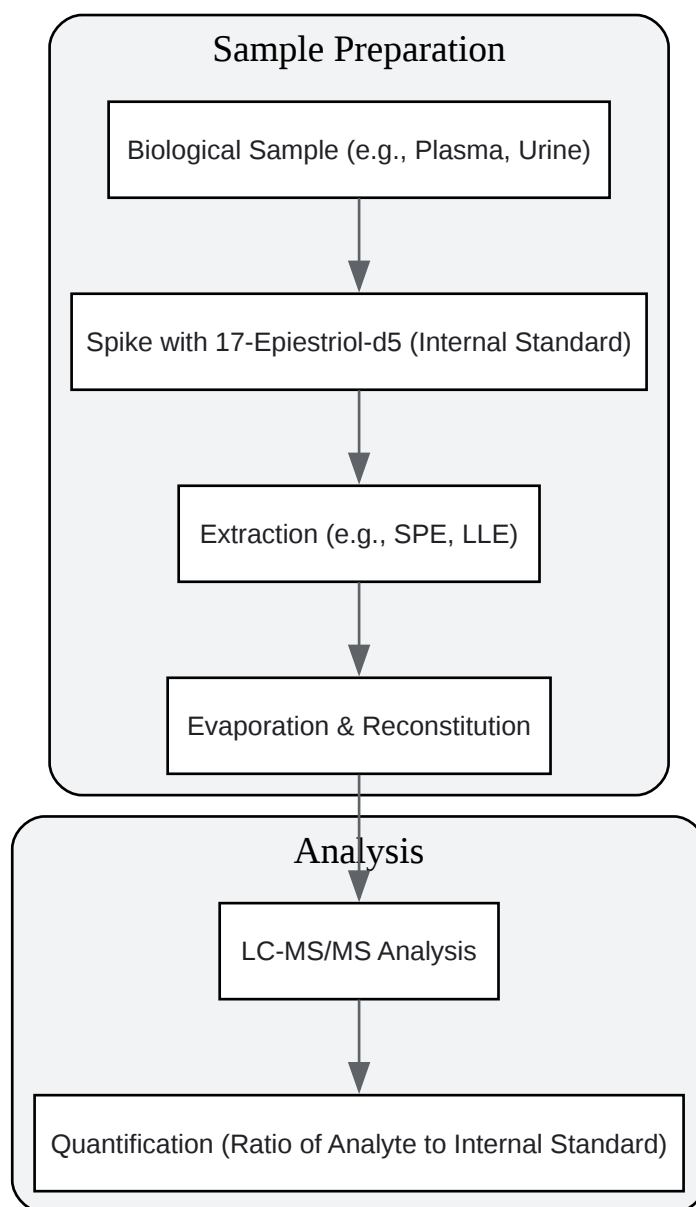 Sample Preparation
Biological Sample (e.g., Plasma, Urine)
Spike with 17-Epiestriol-d5 (Internal Standard)
Extraction (e.g., SPE, LLE)
Evaporation & Reconstitution
Analysis
LC-MS/MS Analysis
Quantification (Ratio of Analyte to Internal Standard)